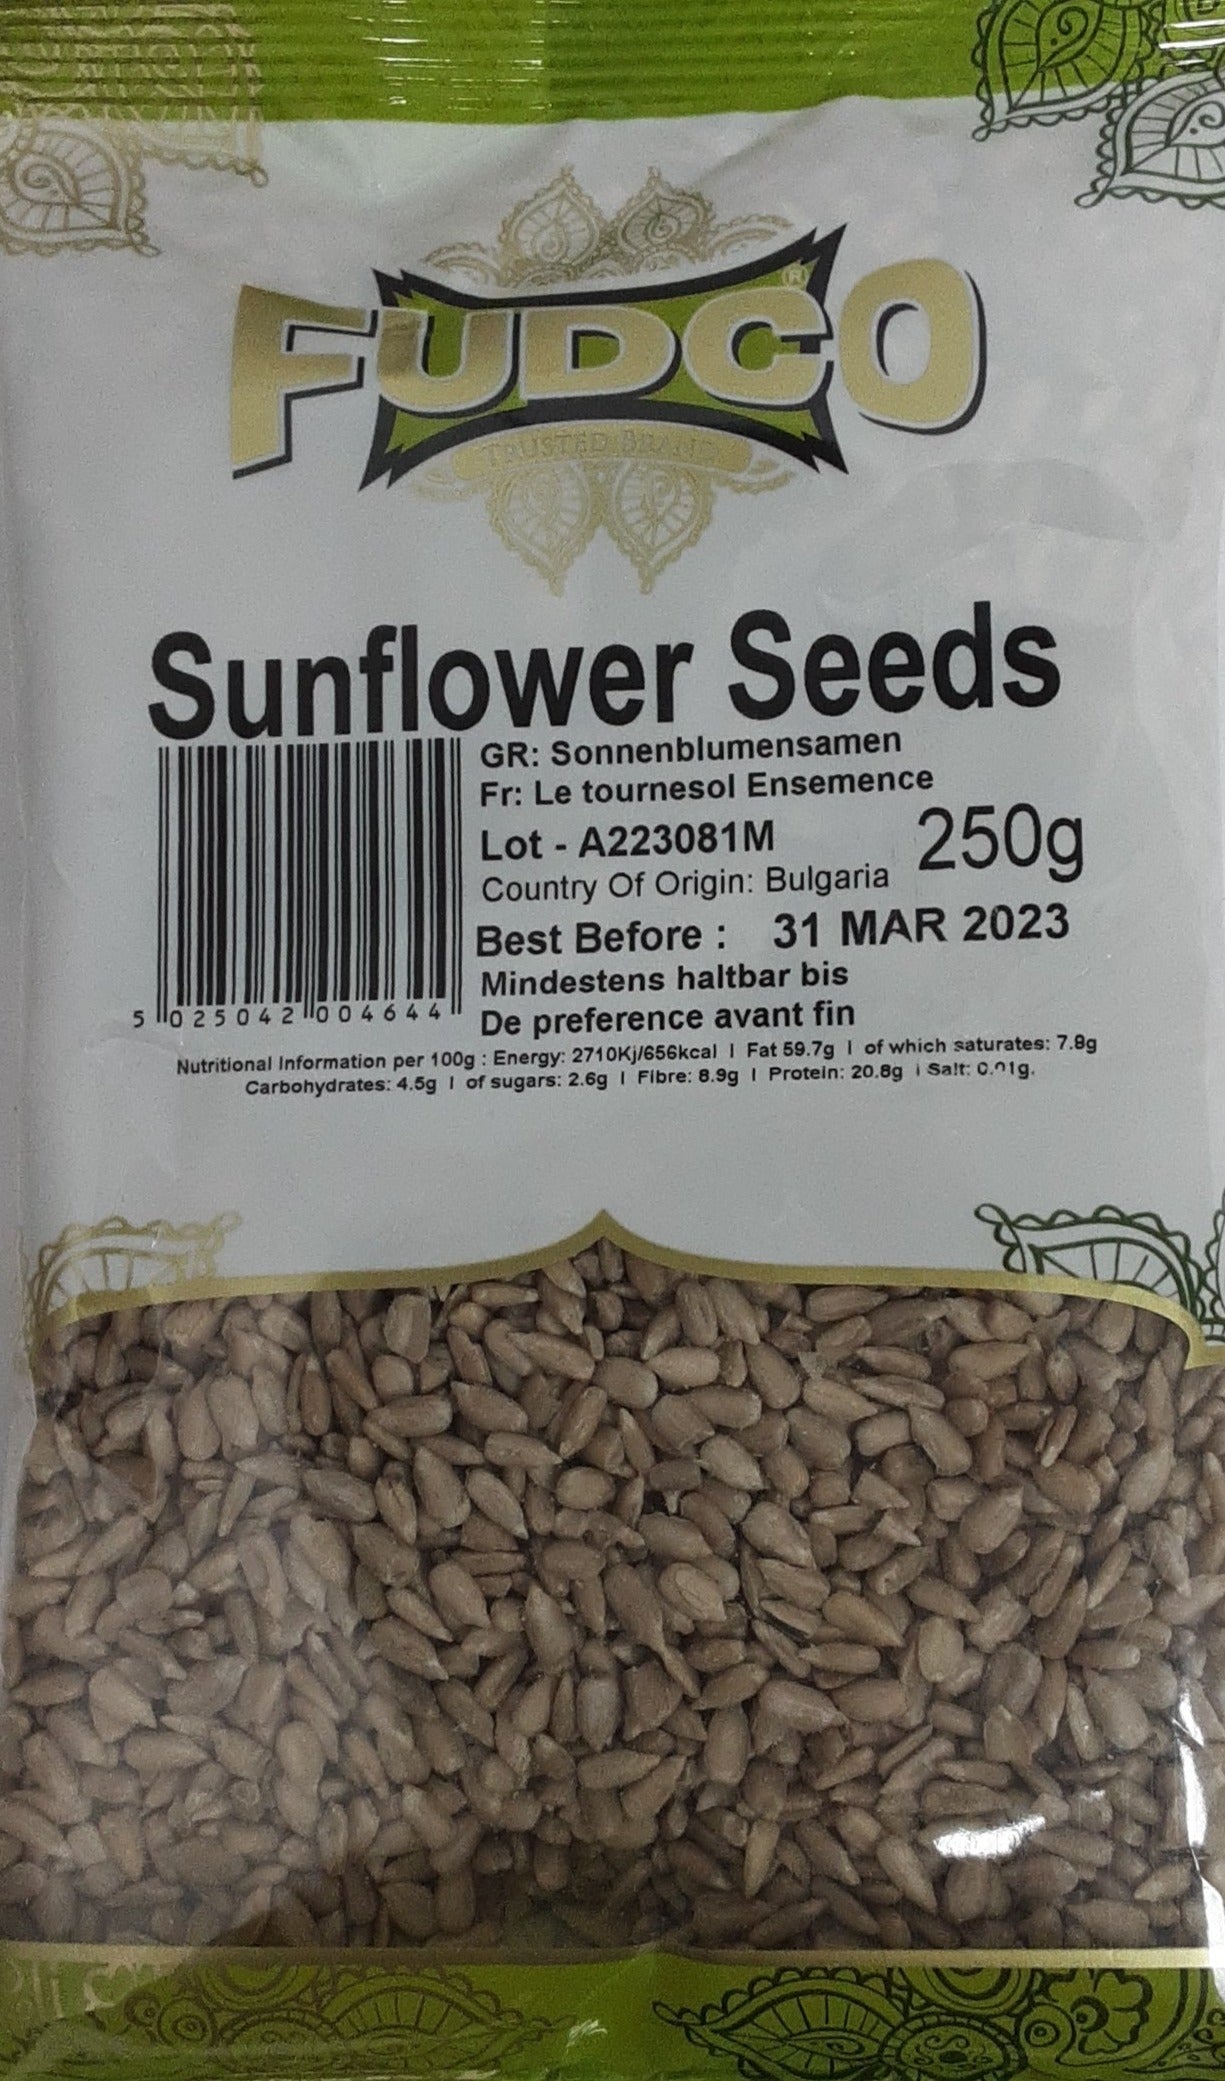 FUDCO
®
TRUSTED BRAND
Sunflower Seeds
GR: Sonnenblumensamen
Fr: Le tournesol Ensemence
Lot - A223081M
250g
Country Of Origin: Bulgaria
Best Before : 31 MAR 2023
Mindestens haltbar bis
De preference avant fin
5 025042 004644
Nutritional Information per 100g : Energy: 2710Kj/656kcal I Fat 59.7g I of which saturates: 7.8g
Carbohydrates: 4.5g I of sugars: 2.6g I Fibre: 8.9g I Protein: 20.8g I Salt: 0.01g.